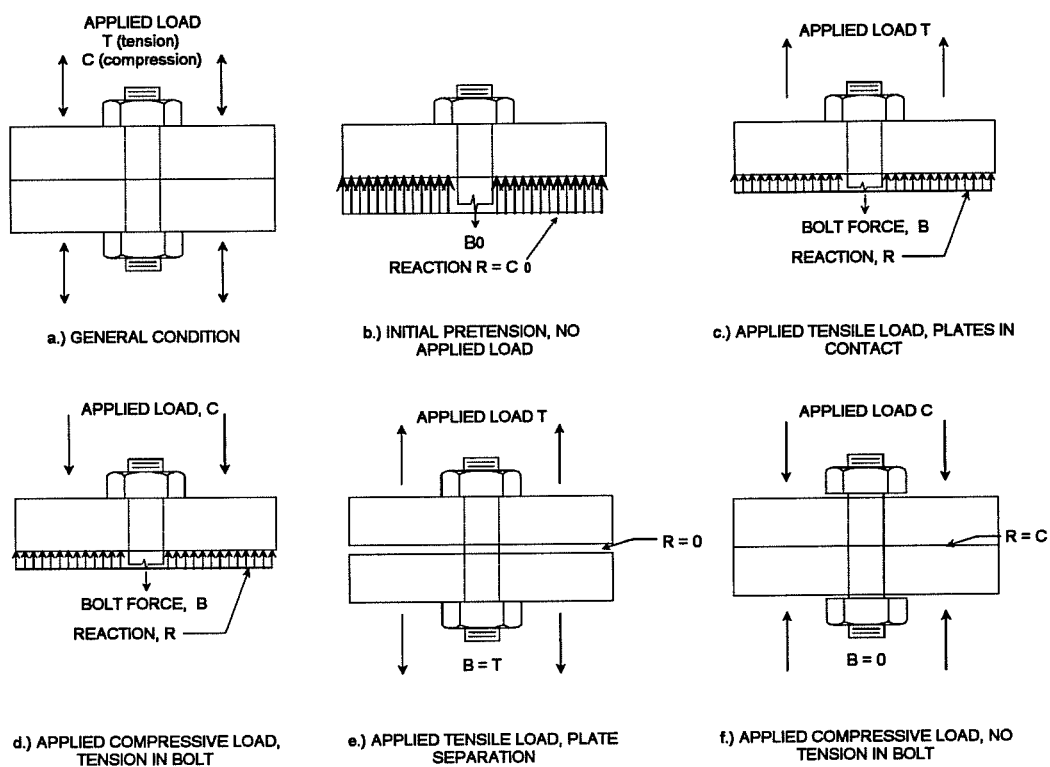 APPLIED LOAD
T (tension)
C (compression)
a.) GENERAL CONDITION
B0
REACTION R = C 0
b.) INITIAL PRETENSION, NO
APPLIED LOAD
APPLIED LOAD T
BOLT FORCE, B
REACTION, R
c.) APPLIED TENSILE LOAD, PLATES IN
CONTACT
APPLIED LOAD, C
BOLT FORCE, B
REACTION, R
d.) APPLIED COMPRESSIVE LOAD,
TENSION IN BOLT
APPLIED LOAD T
R = 0
B = T
e.) APPLIED TENSILE LOAD, PLATE
SEPARATION
APPLIED LOAD C
R = C
B = 0
f.) APPLIED COMPRESSIVE LOAD, NO
TENSION IN BOLT